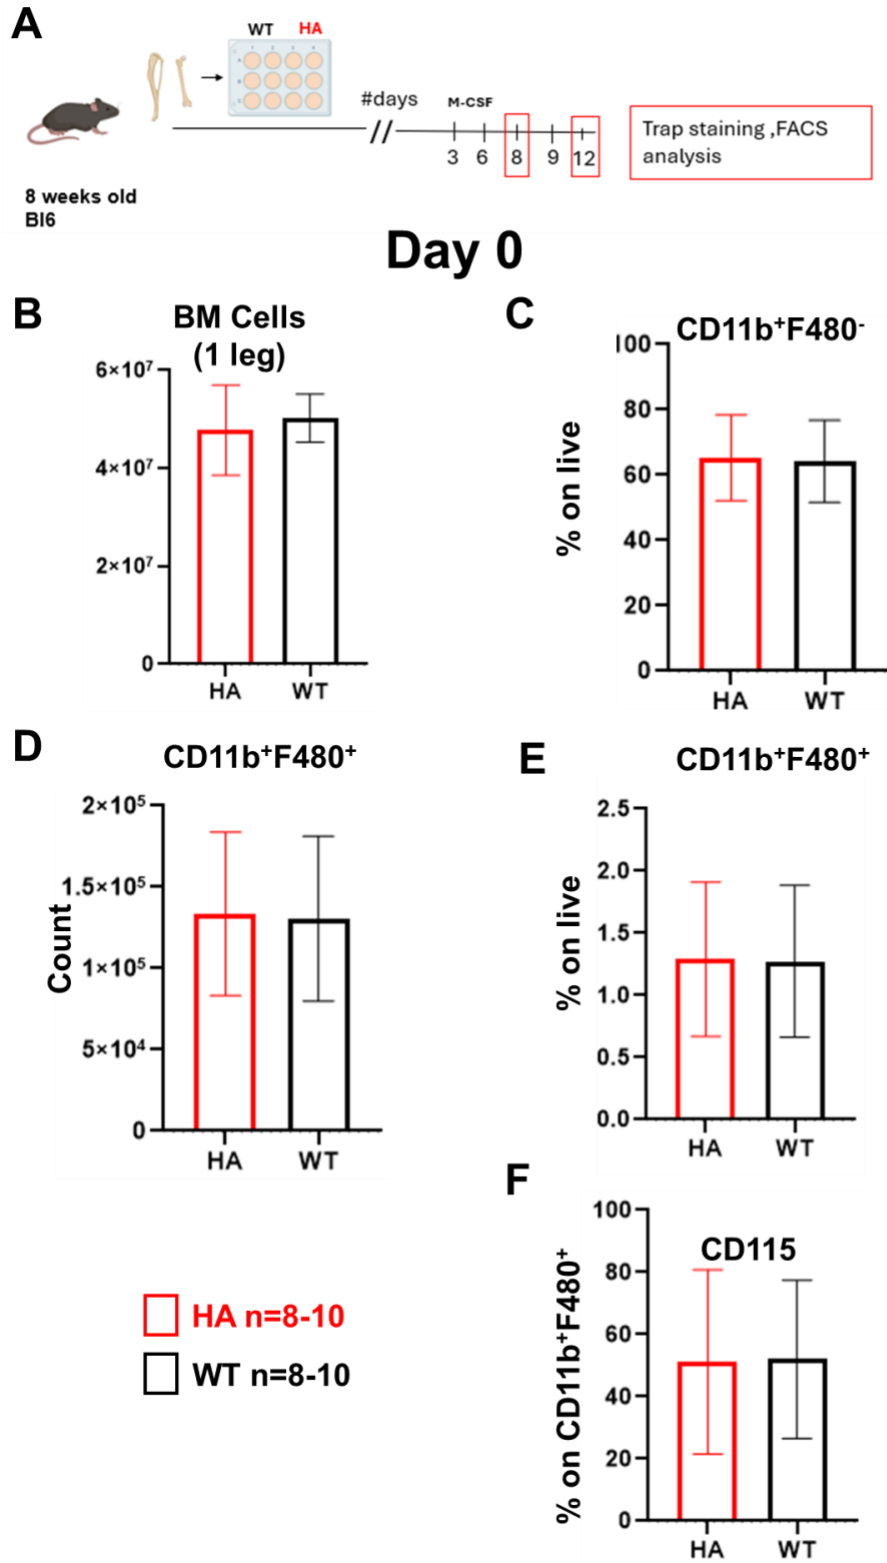 A
WT HA
#days
M-CSF
3 6 8 9 12
Trap staining ,FACS
analysis
8 weeks old
Bl6
Day 0
B
BM Cells
(1 leg)
6×10⁷
4×10⁷
2×10⁷
0
HA WT
C
CD11b⁺F480⁻
% on live
100
80
60
40
20
0
HA WT
D
CD11b⁺F480⁺
Count
2×10⁵
1.5×10⁵
1×10⁵
5×10⁴
0
HA WT
E
CD11b⁺F480⁺
% on live
2.5
2.0
1.5
1.0
0.5
0.0
HA WT
HA n=8-10
WT n=8-10
F
CD115
% on CD11b⁺F480⁺
100
80
60
40
20
0
HA WT